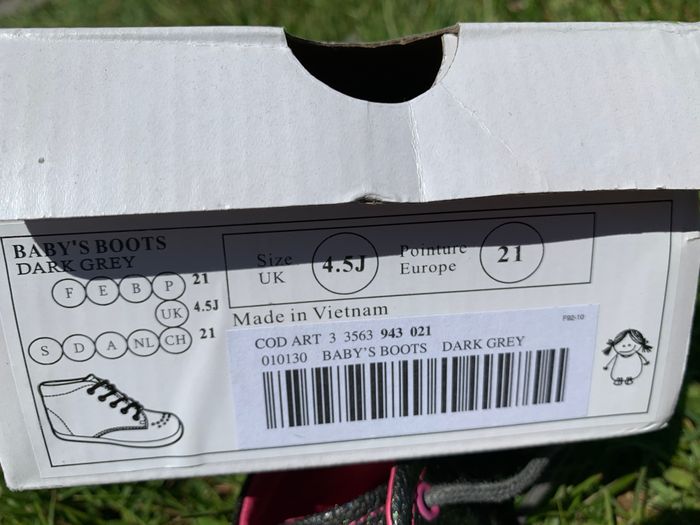 BABY'S BOOTS
DARK GREY
F E B P 21
UK 4.5J
S D A NL CH 21
Size UK 4.5J
Pointure Europe 21
Made in Vietnam
COD ART 3 3563 943 021
F92-10
010130 BABY'S BOOTS DARK GREY